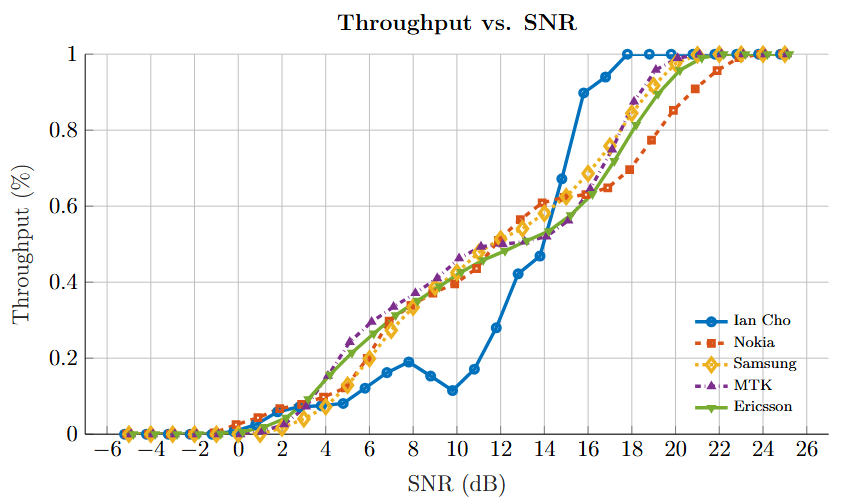 Throughput vs. SNR
Throughput (%)
1
0.8
0.6
0.4
0.2
0
−6 −4 −2 0 2 4 6 8 10 12 14 16 18 20 22 24 26
SNR (dB)
Ian Cho
Nokia
Samsung
MTK
Ericsson